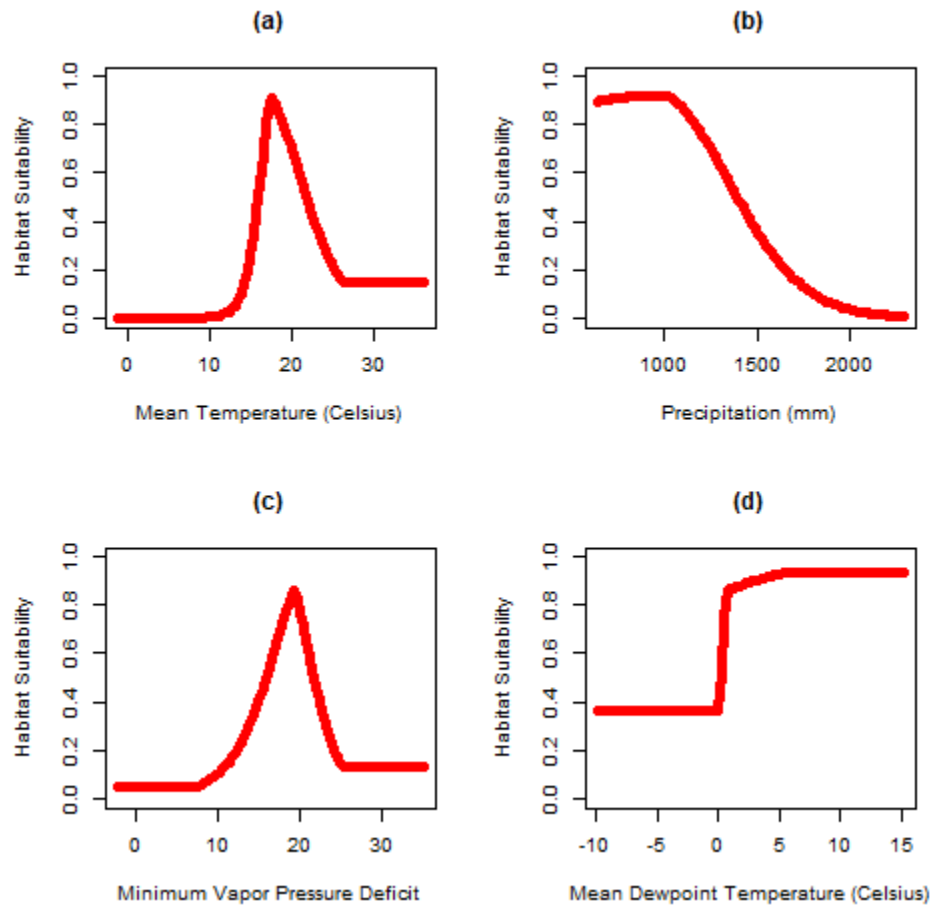 (a)
Habitat Suitability
1.0
0.8
0.6
0.4
0.2
0.0
0 10 20 30
Mean Temperature (Celsius)
(b)
Habitat Suitability
1.0
0.8
0.6
0.4
0.2
0.0
1000 1500 2000
Precipitation (mm)
(c)
Habitat Suitability
1.0
0.8
0.6
0.4
0.2
0.0
0 10 20 30
Minimum Vapor Pressure Deficit
(d)
Habitat Suitability
1.0
0.8
0.6
0.4
0.2
0.0
-10 -5 0 5 10 15
Mean Dewpoint Temperature (Celsius)